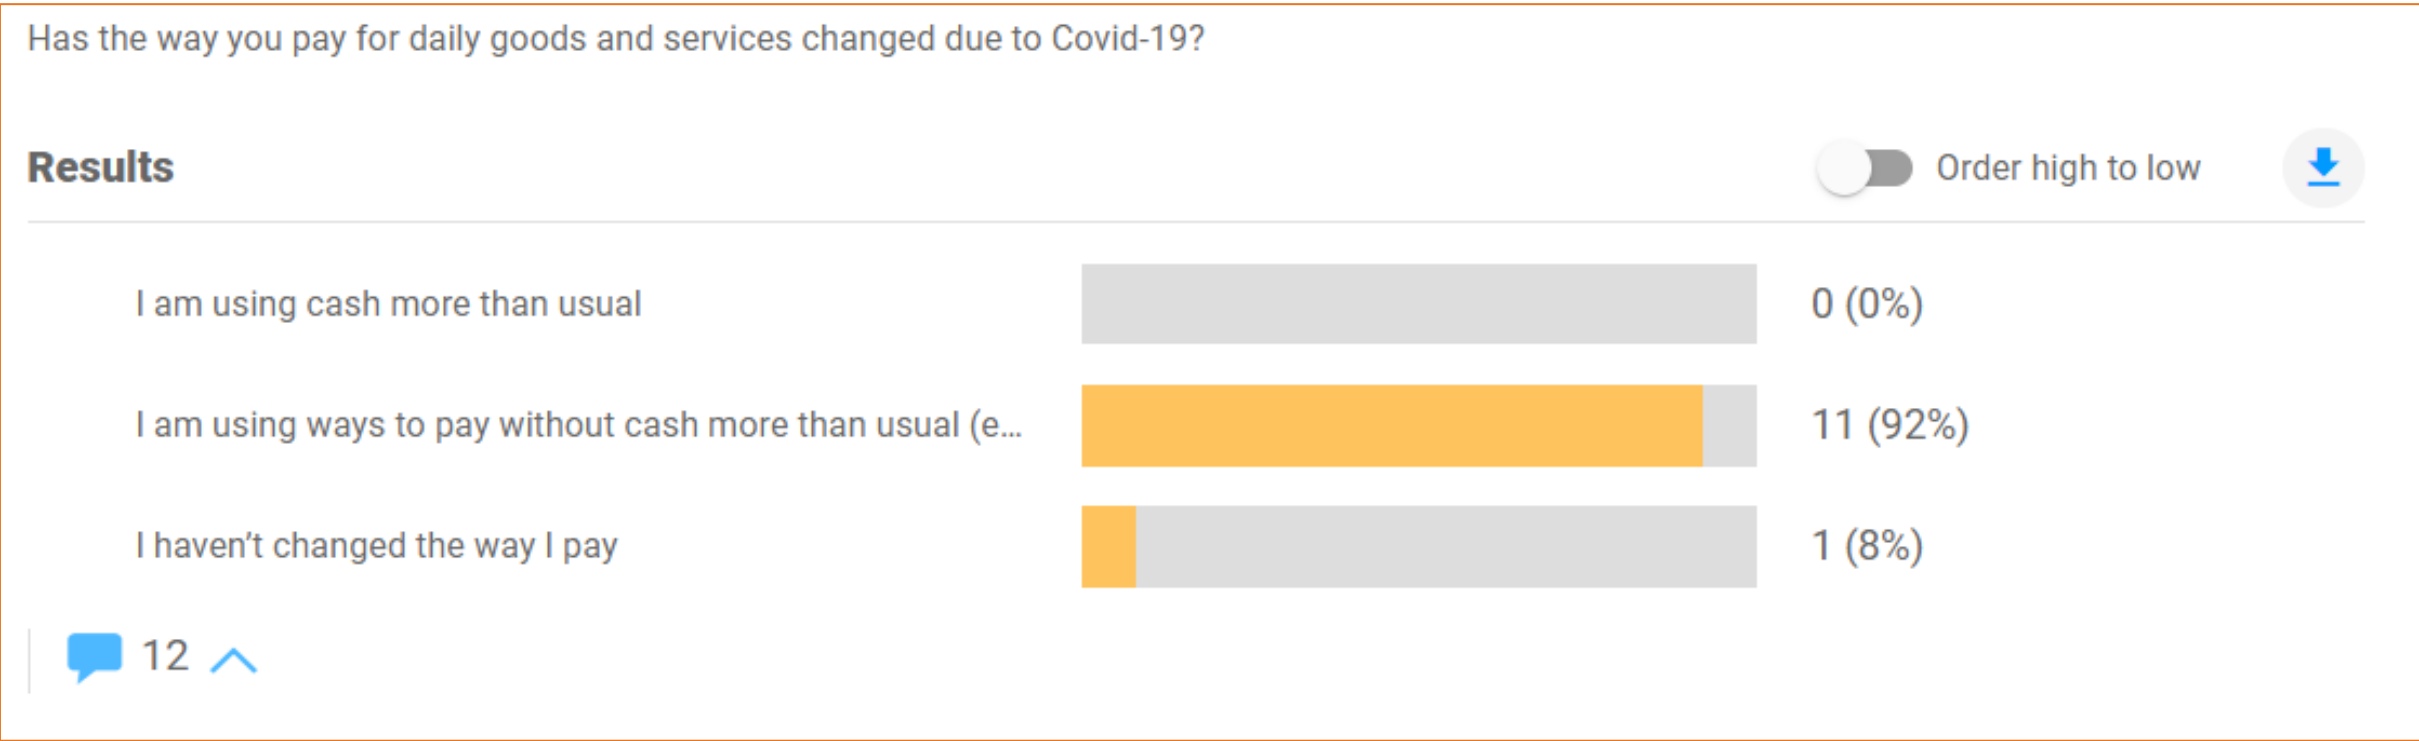 Has the way you pay for daily goods and services changed due to Covid-19?
Results
Order high to low
I am using cash more than usual
0 (0%)
I am using ways to pay without cash more than usual (e...
11 (92%)
I haven’t changed the way I pay
1 (8%)
12